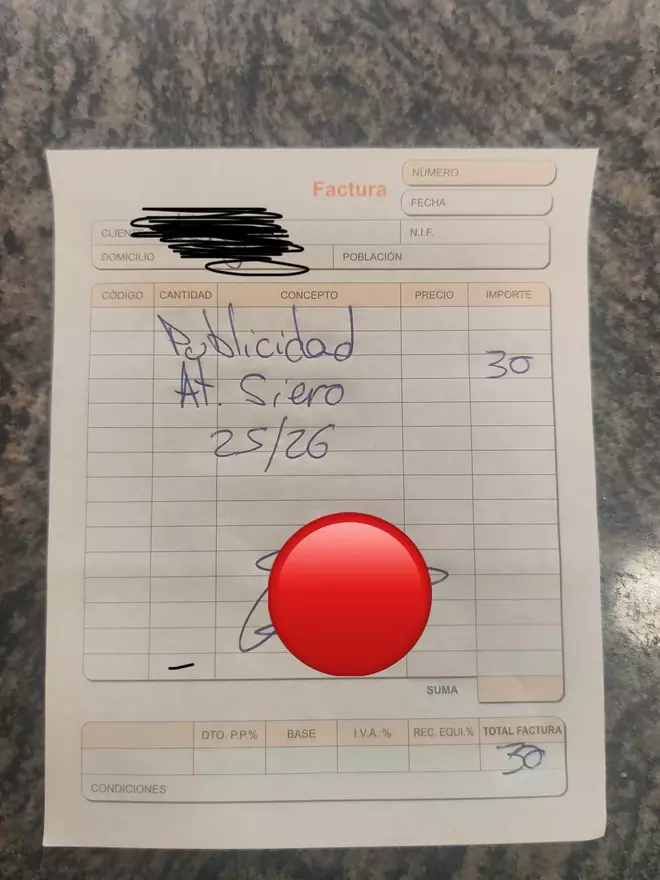 Factura
NÚMERO
FECHA
N.I.F.
DOMICILIO POBLACIÓN
CÓDIGO CANTIDAD CONCEPTO PRECIO IMPORTE
Publicidad
30
At. Siero
25/26
SUMA
DTO. P.P.% BASE I.V.A. % REC. EQUI.% TOTAL FACTURA
30
CONDICIONES